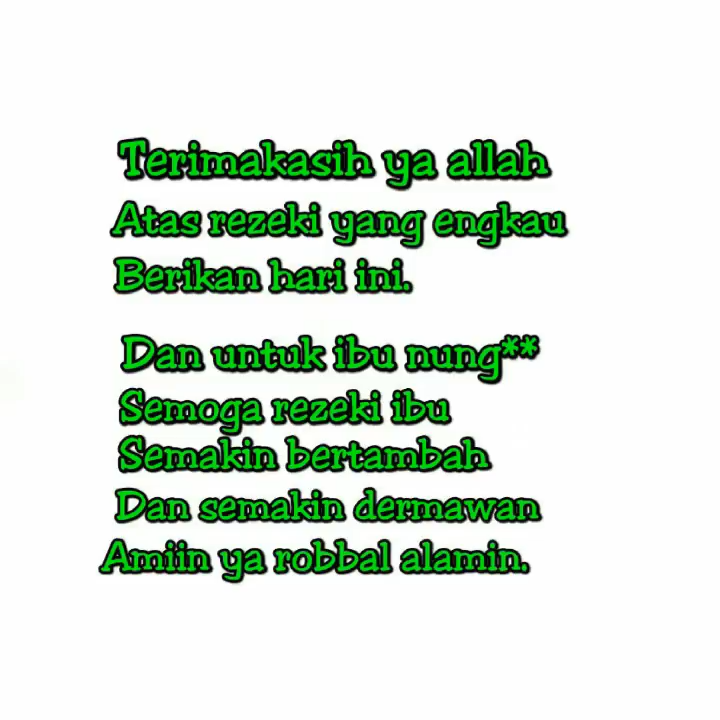 Terimakasih ya allah
Atas rezeki yang engkau
Berikan hari ini.
Dan untuk ibu nung**
Semoga rezeki ibu
Semakin bertambah
Dan semakin dermawan
Amiin ya robbal alamin.